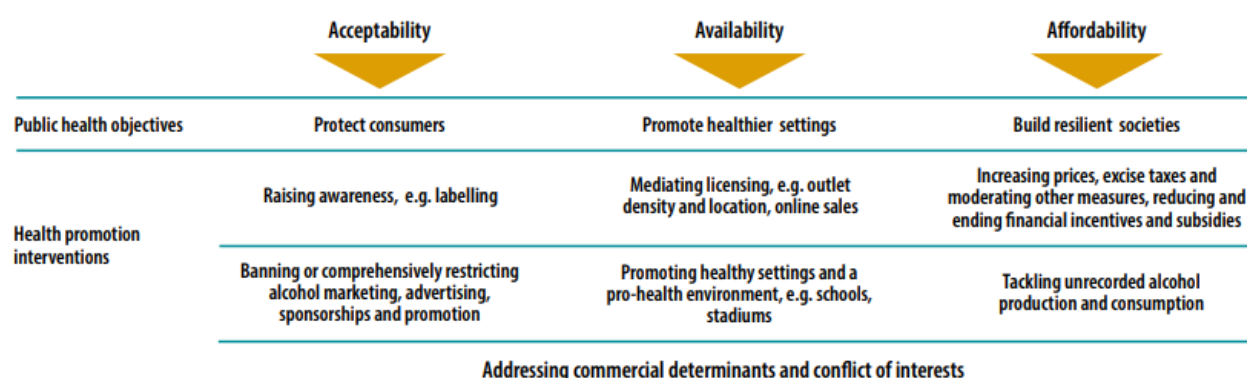 Acceptability
Availability
Affordability
Public health objectives
Protect consumers
Promote healthier settings
Build resilient societies
Health promotion
interventions
Raising awareness, e.g. labelling
Mediating licensing, e.g. outlet
density and location, online sales
Increasing prices, excise taxes and
moderating other measures, reducing and
ending financial incentives and subsidies
Banning or comprehensively restricting
alcohol marketing, advertising,
sponsorships and promotion
Promoting healthy settings and a
pro-health environment, e.g. schools,
stadiums
Tackling unrecorded alcohol
production and consumption
Addressing commercial determinants and conflict of interests